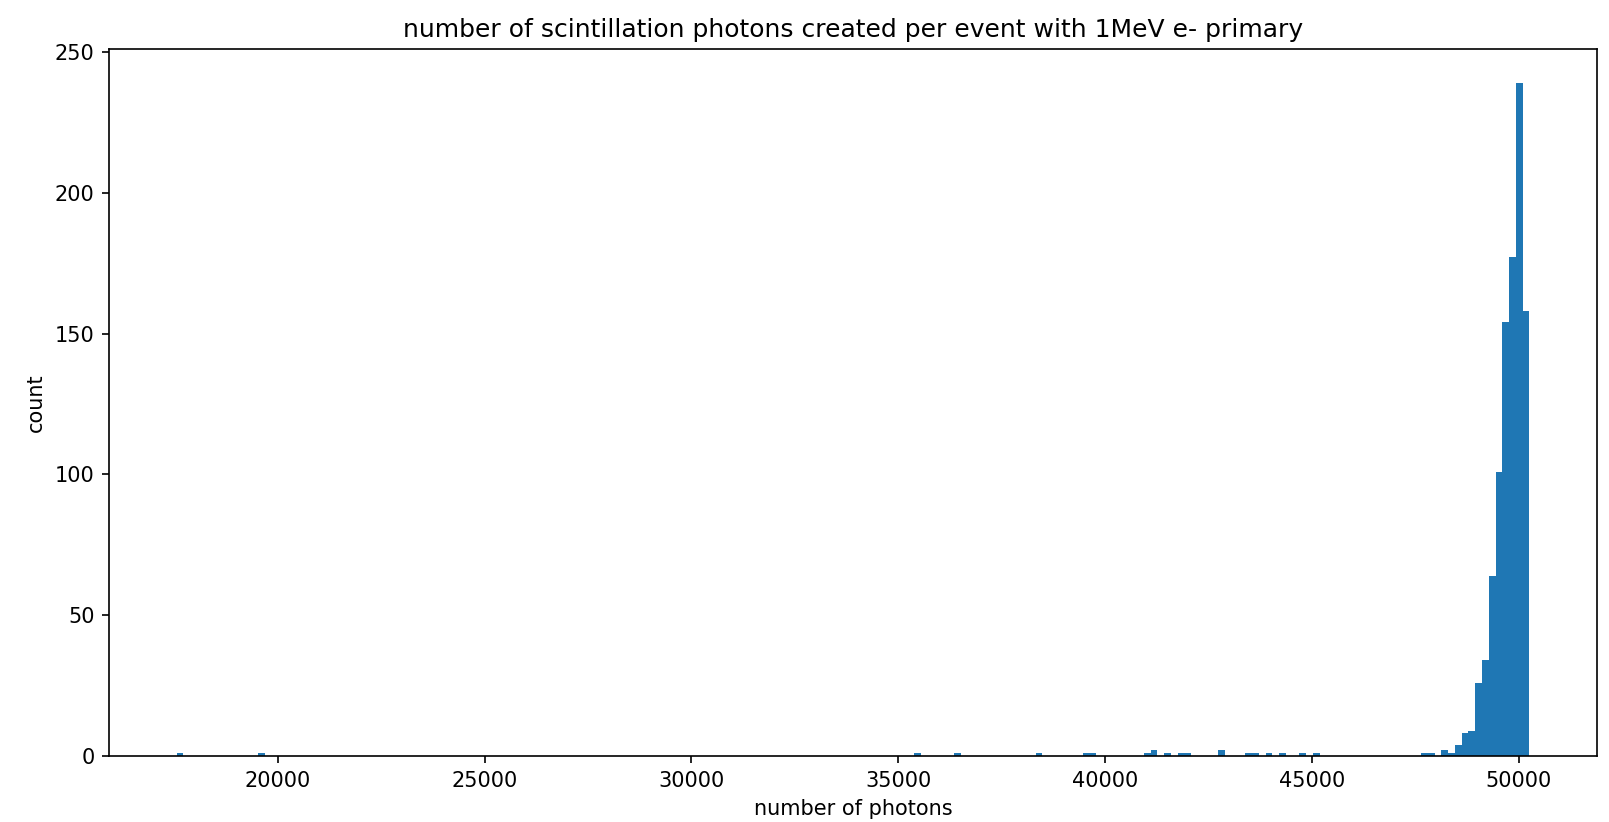 number of scintillation photons created per event with 1MeV e- primary
250
200
150
100
50
0
count
20000 25000 30000 35000 40000 45000 50000
number of photons